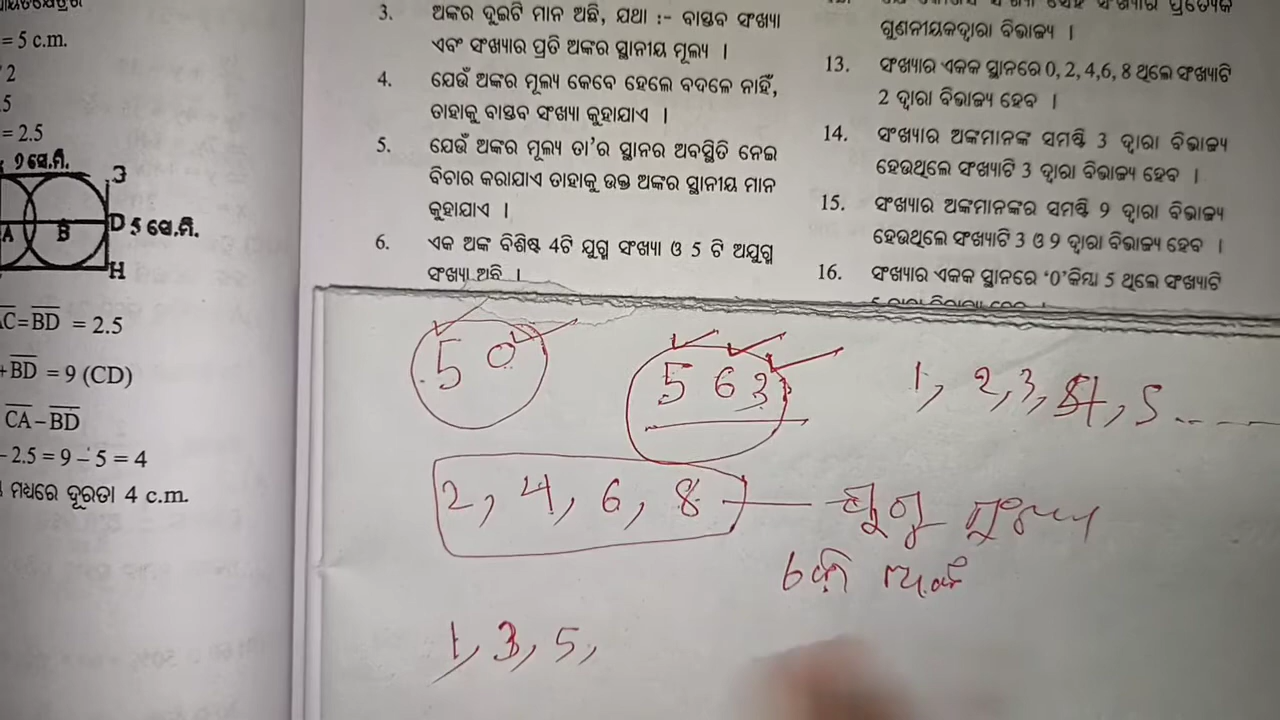 = 5 c.m.
2
5
= 2.5
9 ସେ.ମି.
A B D 5 ସେ.ମି.
H
C=BD = 2.5
+BD = 9 (CD)
CA – BD
– 2.5 = 9 – 5 = 4
ମଧ୍ୟରେ ଦୂରତା 4 c.m.
3. ଅଙ୍କର ଦୁଇଟି ମାନ ଅଛି, ଯଥା :- ବାସ୍ତବ ସଂଖ୍ୟା
ଏବଂ ସଂଖ୍ୟାର ପ୍ରତି ଅଙ୍କର ସ୍ଥାନୀୟ ମୂଲ୍ୟ ।
4. ଯେଉଁ ଅଙ୍କର ମୂଲ୍ୟ କେବେ ହେଲେ ବଦଳେ ନାହିଁ,
ତାହାକୁ ବାସ୍ତବ ସଂଖ୍ୟା କୁହାଯାଏ ।
5. ଯେଉଁ ଅଙ୍କର ମୂଲ୍ୟ ତା’ର ସ୍ଥାନର ଅବସ୍ଥିତି ନେଇ
ବିଚାର କରାଯାଏ ତାହାକୁ ଉକ୍ତ ଅଙ୍କର ସ୍ଥାନୀୟ ମାନ
କୁହାଯାଏ ।
6. ଏକ ଅଙ୍କ ବିଶିଷ୍ଟ 4ଟି ଯୁଗ୍ମ ସଂଖ୍ୟା ଓ 5 ଟି ଅଯୁଗ୍ମ
ସଂଖ୍ୟା ଅଛି ।
ଗୁଣନୀୟକଦ୍ୱାରା ବିଭାଜ୍ୟ ।
13. ସଂଖ୍ୟାର ଏକକ ସ୍ଥାନରେ 0, 2, 4,6, 8 ଥିଲେ ସଂଖ୍ୟାଟି
2 ଦ୍ୱାରା ବିଭାଜ୍ୟ ହେବ ।
14. ସଂଖ୍ୟାର ଅଙ୍କମାନଙ୍କ ସମଷ୍ଟି 3 ଦ୍ୱାରା ବିଭାଜ୍ୟ
ହେଉଥିଲେ ସଂଖ୍ୟାଟି 3 ଦ୍ୱାରା ବିଭାଜ୍ୟ ହେବ ।
15. ସଂଖ୍ୟାର ଅଙ୍କମାନଙ୍କର ସମଷ୍ଟି 9 ଦ୍ୱାରା ବିଭାଜ୍ୟ
ହେଉଥିଲେ ସଂଖ୍ୟାଟି 3 ଓ 9 ଦ୍ୱାରା ବିଭାଜ୍ୟ ହେବ ।
16. ସଂଖ୍ୟାର ଏକକ ସ୍ଥାନରେ ‘0’ କିମ୍ବା 5 ଥିଲେ ସଂଖ୍ୟାଟି
50 563 1, 2, 3, 4, 5 -- - - -
2, 4, 6, 8 — ଯୁଗ୍ମ ସଂଖ୍ୟା
1, 3, 5,